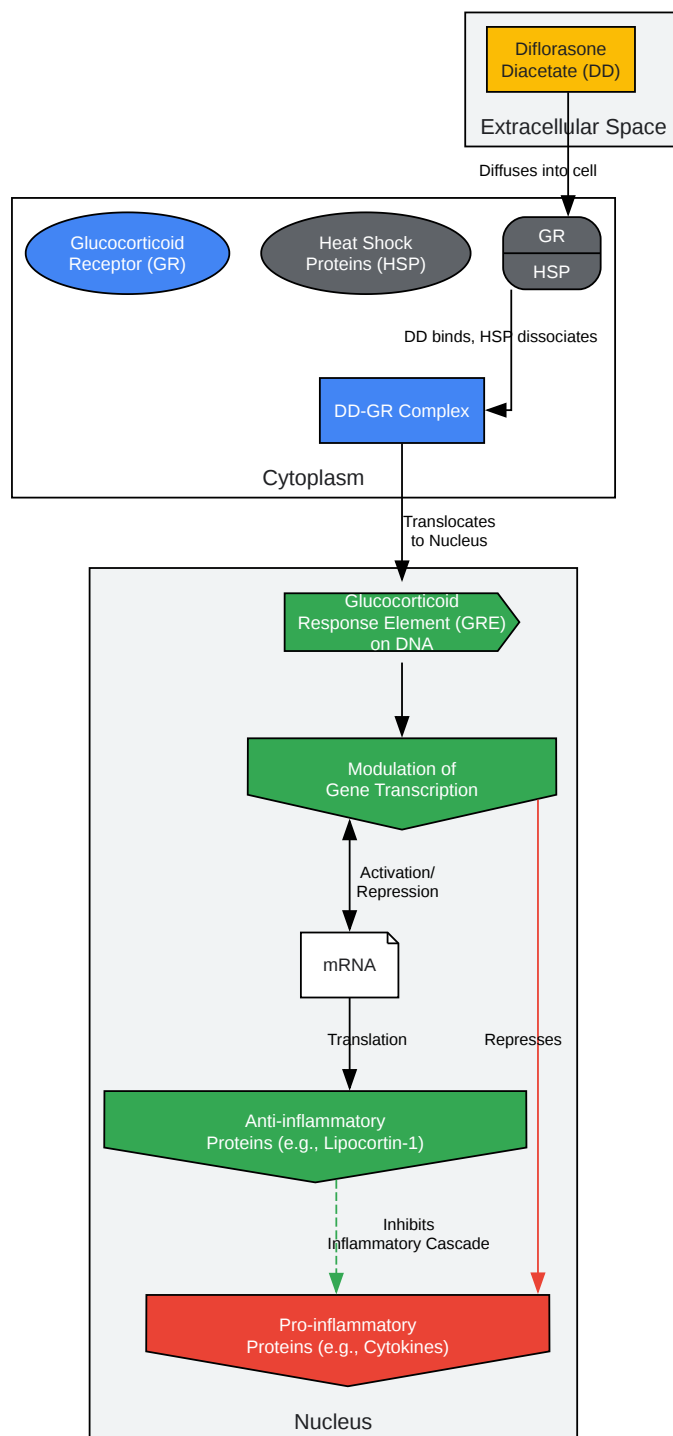 Diflorasone
Diacetate (DD)
Extracellular Space
Diffuses into cell
Glucocorticoid
Receptor (GR)
Heat Shock
Proteins (HSP)
GR
HSP
DD binds, HSP dissociates
DD-GR Complex
Cytoplasm
Translocates
to Nucleus
Glucocorticoid
Response Element (GRE)
on DNA
Modulation of
Gene Transcription
Activation/
Repression
mRNA
Translation
Represses
Anti-inflammatory
Proteins (e.g., Lipocortin-1)
Inhibits
Inflammatory Cascade
Pro-inflammatory
Proteins (e.g., Cytokines)
Nucleus